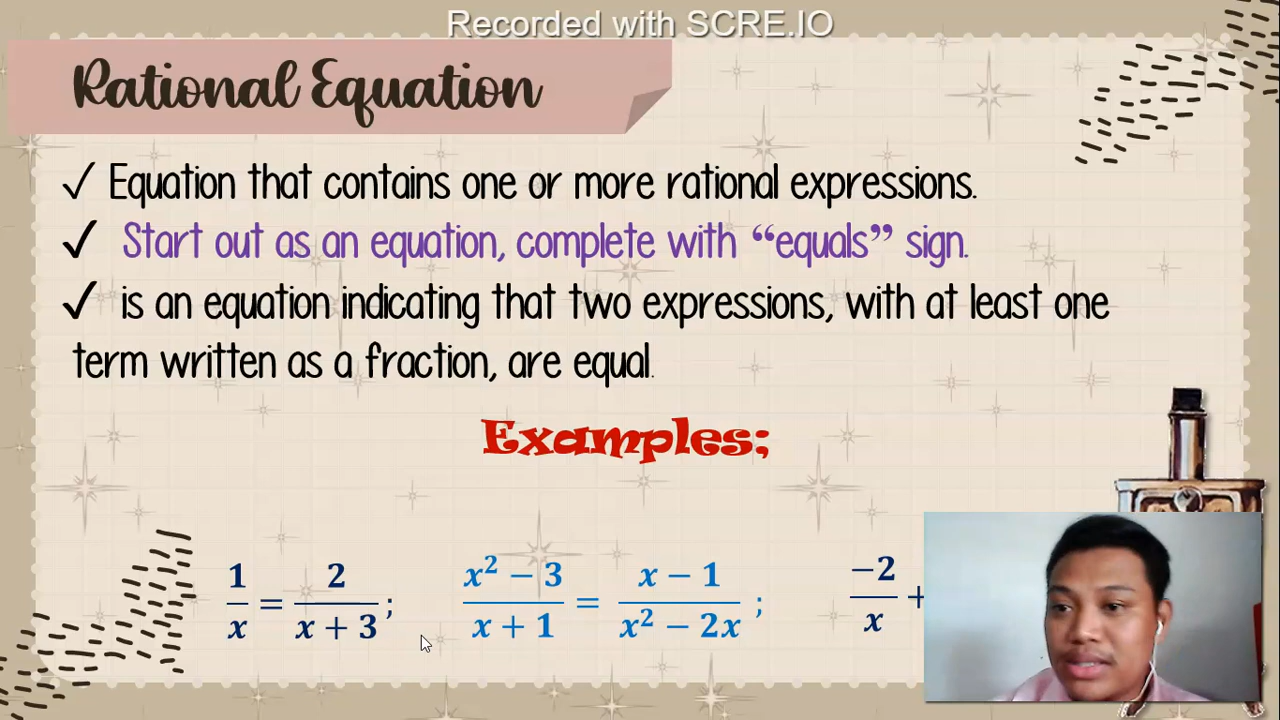 Recorded with SCRE.IO
Rational Equation
✓ Equation that contains one or more rational expressions.
✓ Start out as an equation, complete with “equals” sign.
✓ is an equation indicating that two expressions, with at least one
term written as a fraction, are equal.
Examples;
1/x = 2/(x + 3); (x² − 3)/(x + 1) = (x − 1)/(x² − 2x); −2/x +